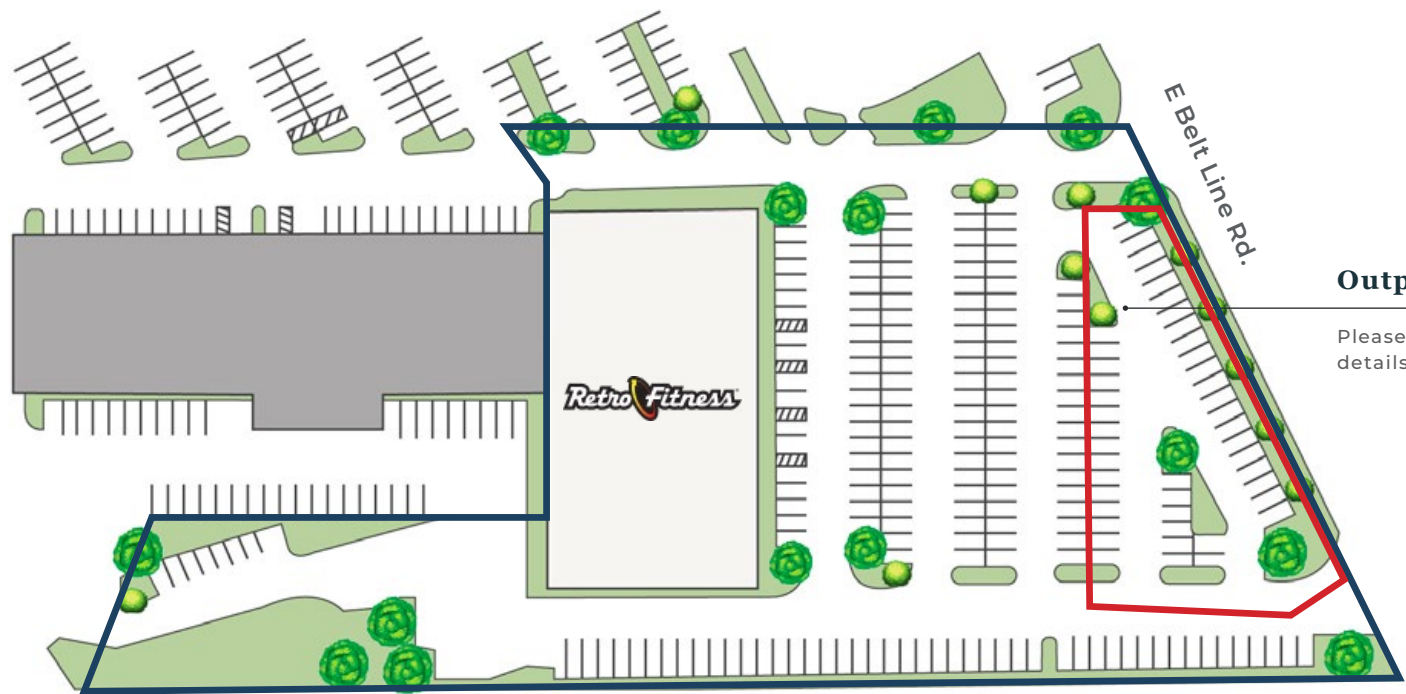 E Belt Line Rd.
Outp
Please
details
Retro Fitness